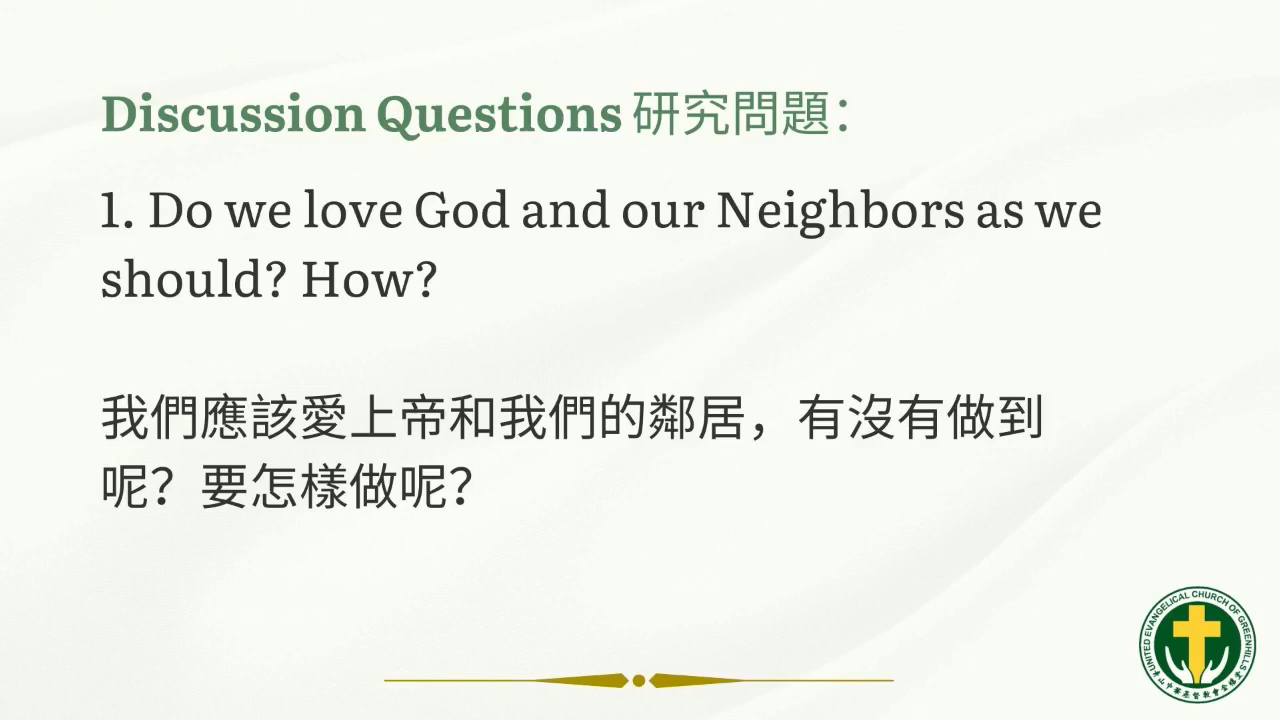 Discussion Questions 研究問題：
1. Do we love God and our Neighbors as we
should? How?
我們應該愛上帝和我們的鄰居，有沒有做到
呢？要怎樣做呢？
UNITED EVANGELICAL CHURCH OF GREENHILLS